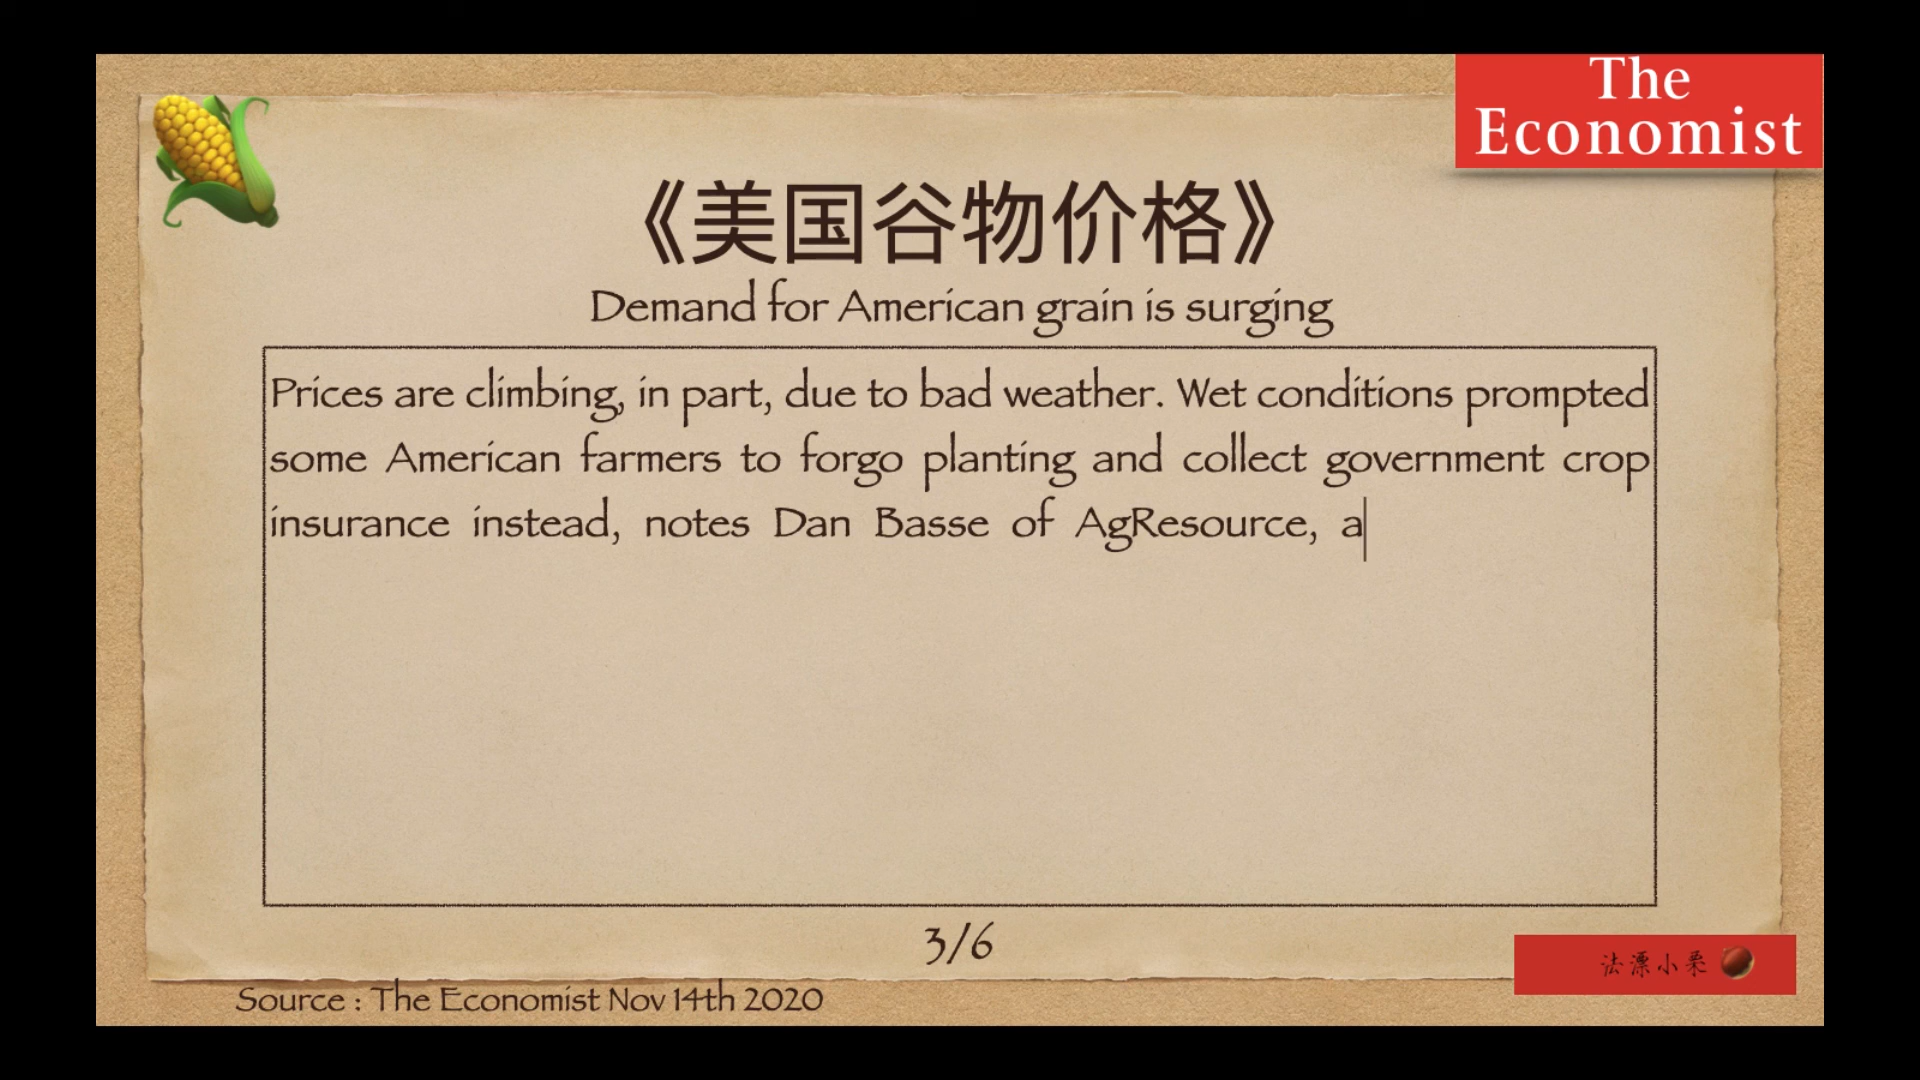 The
Economist
《美国谷物价格》
Demand for American grain is surging
Prices are climbing, in part, due to bad weather. Wet conditions prompted
some American farmers to forgo planting and collect government crop
insurance instead, notes Dan Basse of AgResource, a
3/6
法漂小栗
Source : The Economist Nov 14th 2020